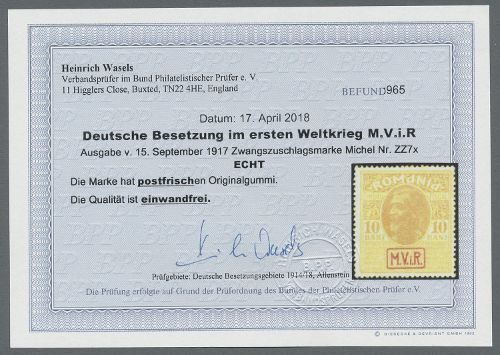 Heinrich Wasels
Verbandsprüfer im Bund Philatelistischer Prüfer e. V.
11 Higglers Close, Buxted, TN22 4HE, England
BEFUND965
Datum: 17. April 2018
Deutsche Besetzung im ersten Weltkrieg M.V.i.R
Ausgabe v. 15. September 1917 Zwangszuschlagsmarke Michel Nr. ZZ7x
ECHT
Die Marke hat postfrischen Originalgummi.
Die Qualität ist einwandfrei.
ROMANIA
10 10
BANI BANI
M.V.i.R.
Prüfgebiete: Deutsche Besetzungsgebiete 1914/18, Allenstein
Die Prüfung erfolgte auf Grund der Prüfordnung des Bundes der Philatelistischen Prüfer e.V.